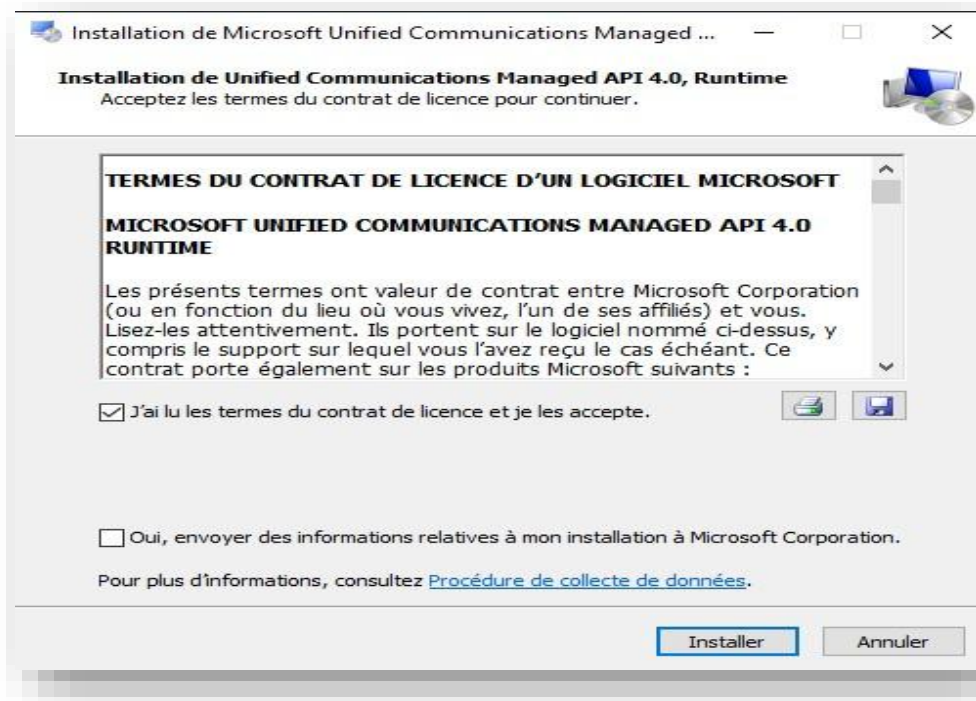 Installation de Microsoft Unified Communications Managed ...
Installation de Unified Communications Managed API 4.0, Runtime
Acceptez les termes du contrat de licence pour continuer.
TERMES DU CONTRAT DE LICENCE D’UN LOGICIEL MICROSOFT
MICROSOFT UNIFIED COMMUNICATIONS MANAGED API 4.0
RUNTIME
Les présents termes ont valeur de contrat entre Microsoft Corporation
(ou en fonction du lieu où vous vivez, l’un de ses affiliés) et vous.
Lisez-les attentivement. Ils portent sur le logiciel nommé ci-dessus, y
compris le support sur lequel vous l’avez reçu le cas échéant. Ce
contrat porte également sur les produits Microsoft suivants :
J'ai lu les termes du contrat de licence et je les accepte.
Oui, envoyer des informations relatives à mon installation à Microsoft Corporation.
Pour plus d'informations, consultez Procédure de collecte de données.
Installer
Annuler